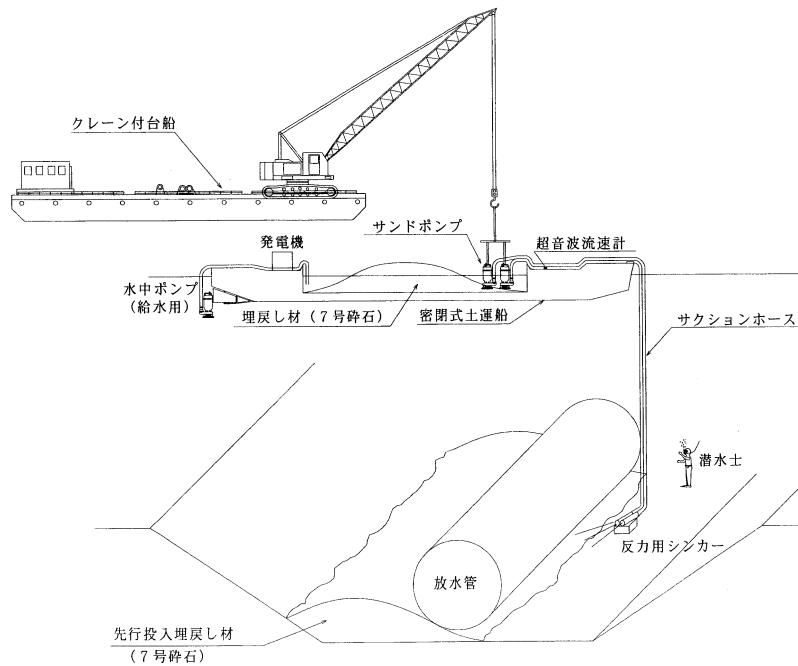 クレーン付台船
サンドポンプ
発電機
超音波流速計
水中ポンプ
（給水用）
埋戻し材（７号砕石）
密閉式土運船
サクションホース
潜水士
反力用シンカー
放水管
先行投入埋戻し材
（７号砕石）